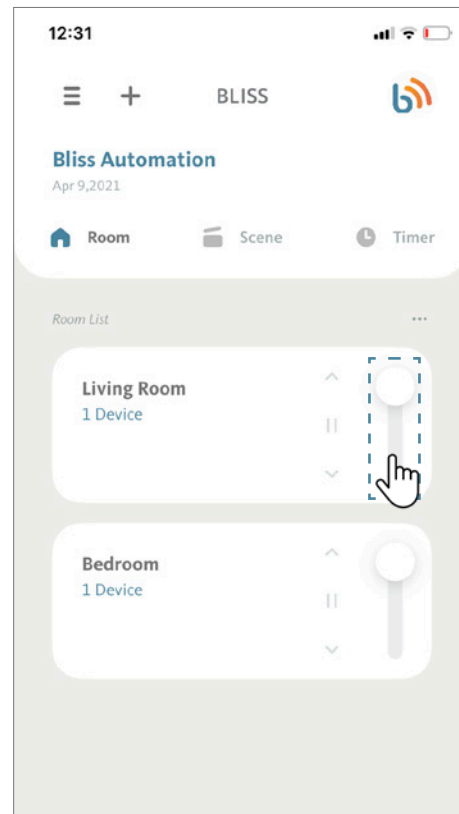 12:31
BLISS
Bliss Automation
Apr 9,2021
Room Scene Timer
Room List
Living Room
1 Device
Bedroom
1 Device